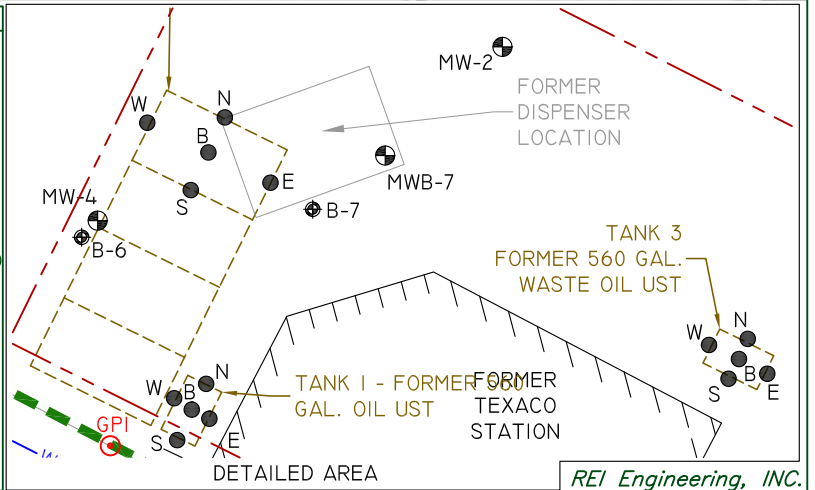 MW-2
FORMER
DISPENSER
LOCATION
W
N
B
E
S
MWB-7
MW-4
B-7
B-6
TANK 3
FORMER 560 GAL.
WASTE OIL UST
W
N
B
S
E
N
W
B
S
E
TANK 1 - FORMER 560
GAL. OIL UST
FORMER
TEXACO
STATION
GPI
W
DETAILED AREA
REI Engineering, INC.